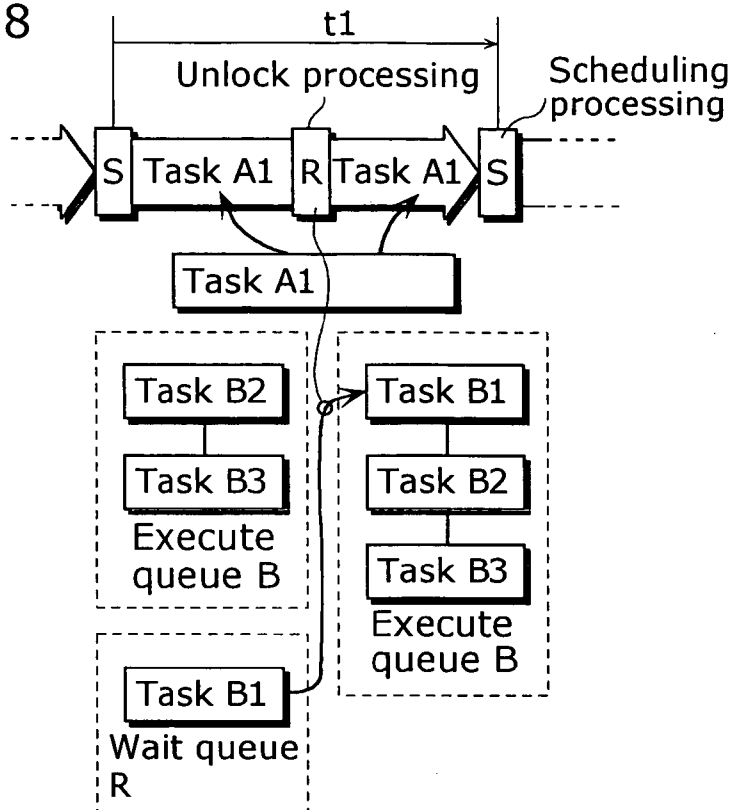 8
t1
Unlock processing
Scheduling
processing
S Task A1 R Task A1 S
Task A1
Task B2
Task B3
Execute
queue B
Task B1
Task B2
Task B3
Execute
queue B
Task B1
Wait queue
R